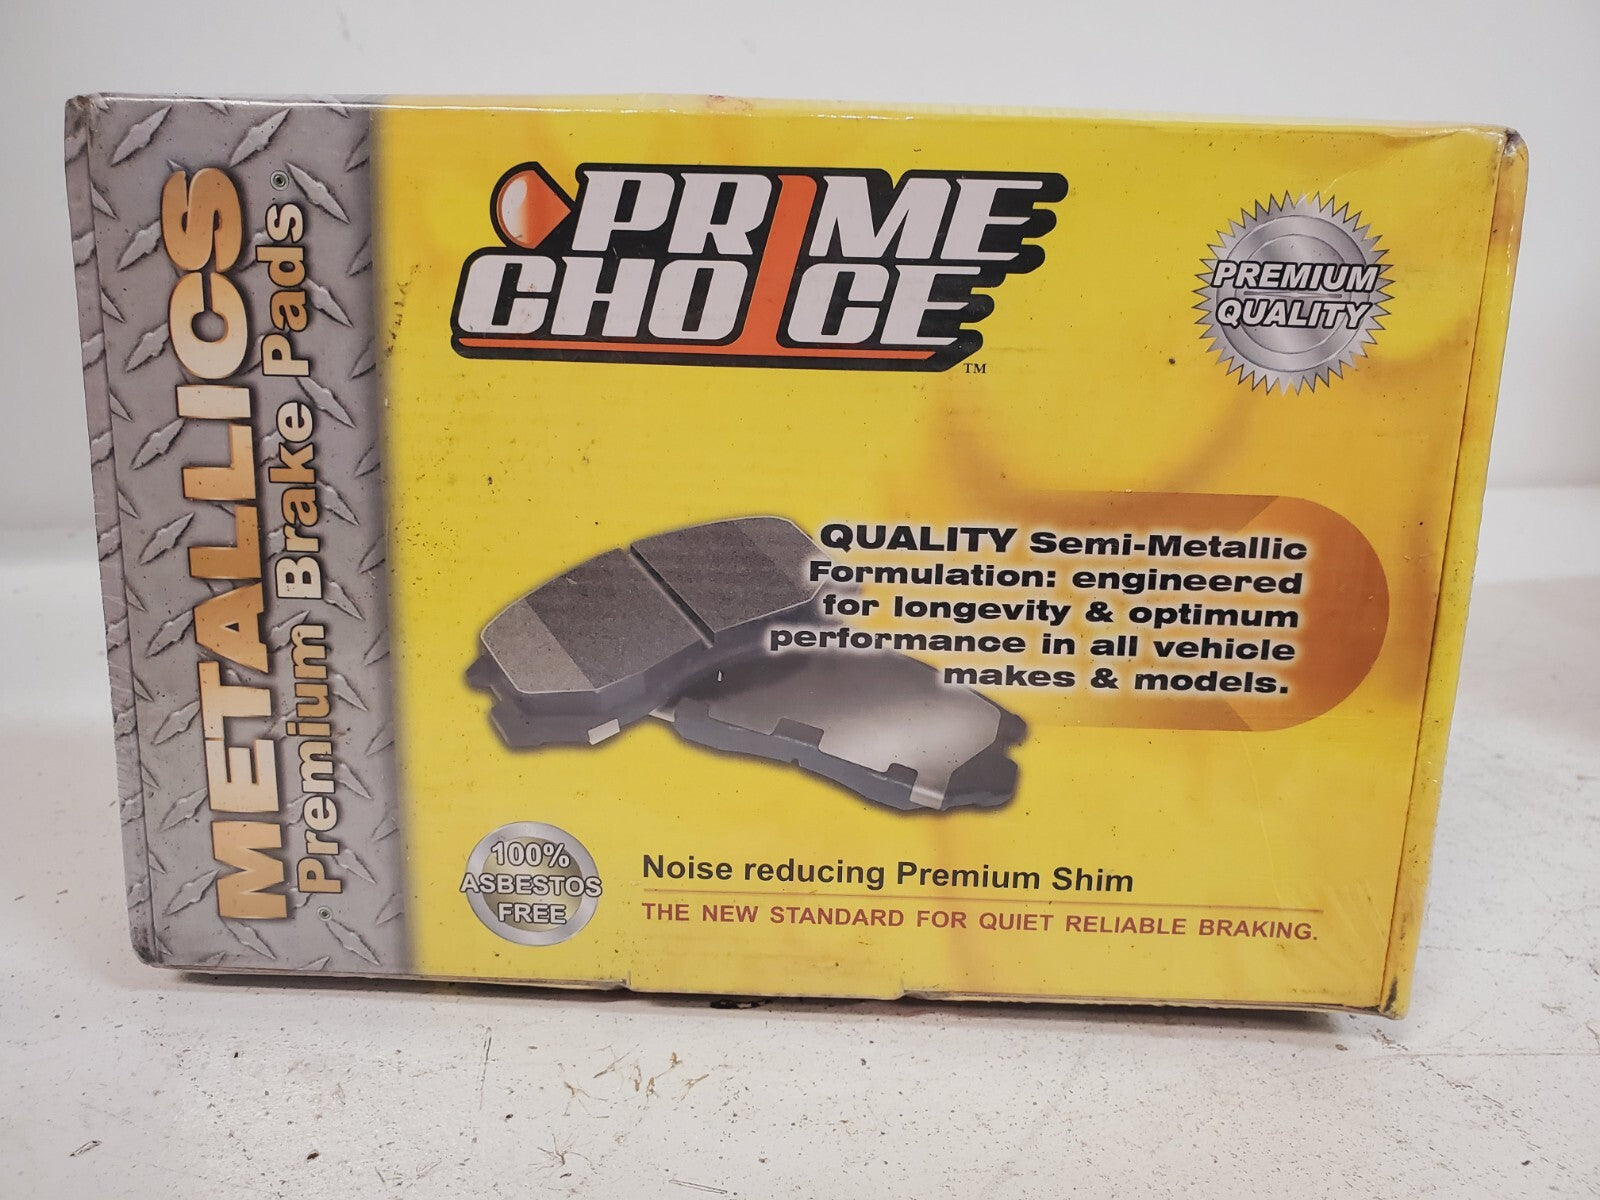 METALLICS
Premium Brake Pads
PRIME
CHOICE
TM
PREMIUM
QUALITY
QUALITY Semi-Metallic
Formulation: engineered
for longevity & optimum
performance in all vehicle
makes & models.
100%
ASBESTOS
FREE
Noise reducing Premium Shim
THE NEW STANDARD FOR QUIET RELIABLE BRAKING.